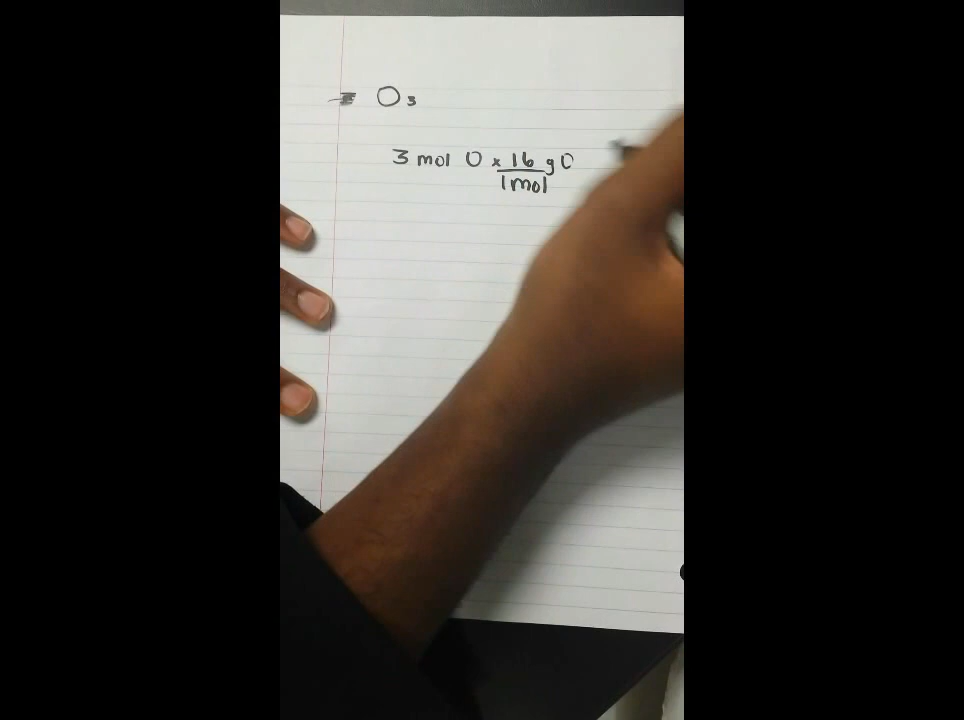 = O₃
3 mol O x 16 g O
1 mol